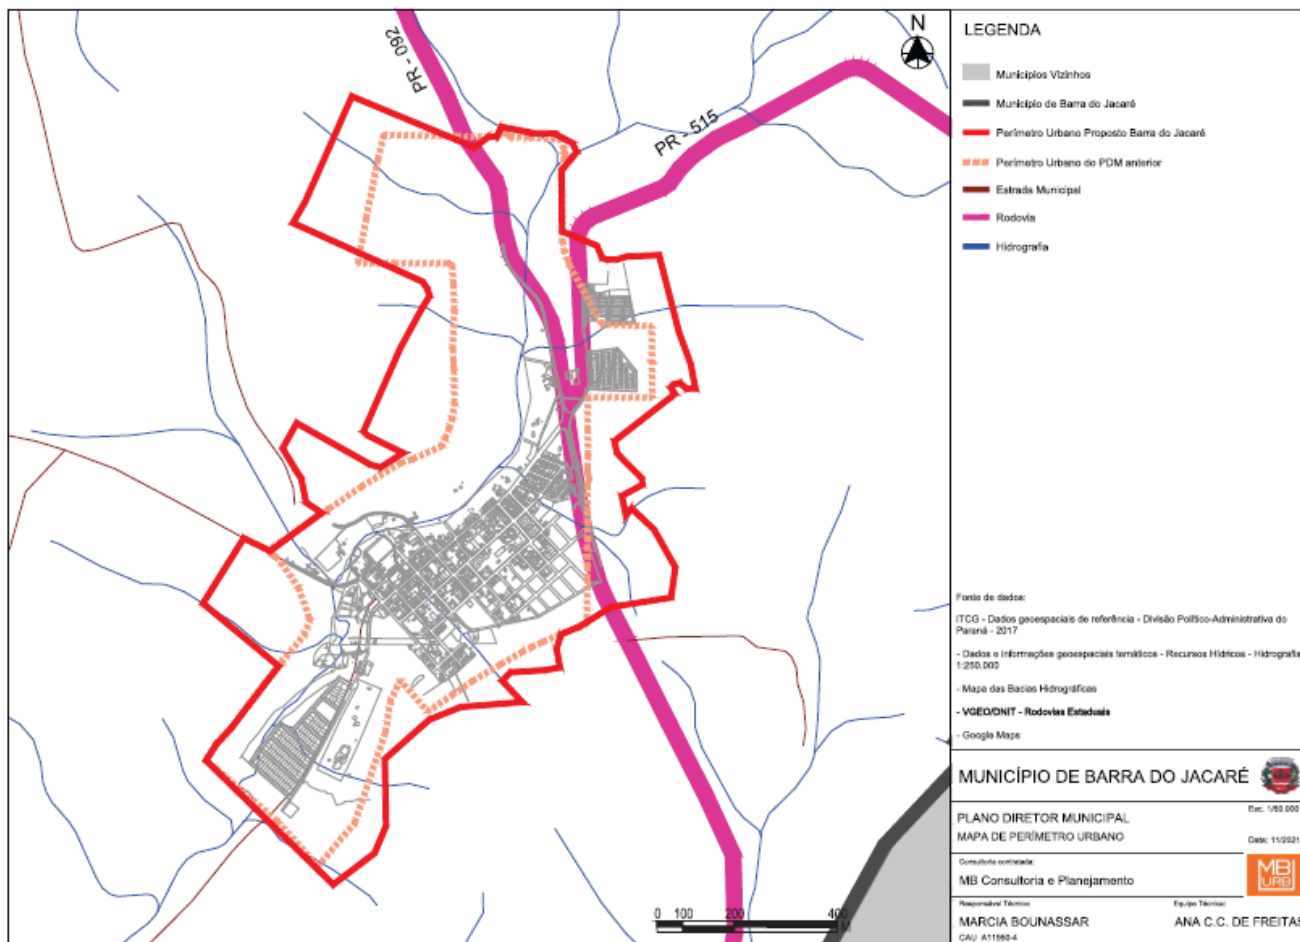 PR - 092
PR - 515
N
0 100 200 400
M
LEGENDA
Municípios Vizinhos
Município de Barra do Jacaré
Perímetro Urbano Proposto Barra do Jacaré
Perímetro Urbano do PDM anterior
Estrada Municipal
Rodovia
Hidrografia
Fonte de dados:
ITCG - Dados geoespaciais de referência - Divisão Político-Administrativa do
Paraná - 2017
- Dados e informações geoespaciais temáticos - Recursos Hídricos - Hidrografia
1:250.000
- Mapa das Bacias Hidrográficas
- VGEO/DNIT - Rodovias Estaduais
- Google Maps
MUNICÍPIO DE BARRA DO JACARÉ
PLANO DIRETOR MUNICIPAL
MAPA DE PERÍMETRO URBANO
Data: 11/2021
Consultoria contratada:
MB Consultoria e Planejamento
MB
URB
Responsável Técnico:
MARCIA BOUNASSAR
Equipe Técnica:
ANA C.C. DE FREITAS